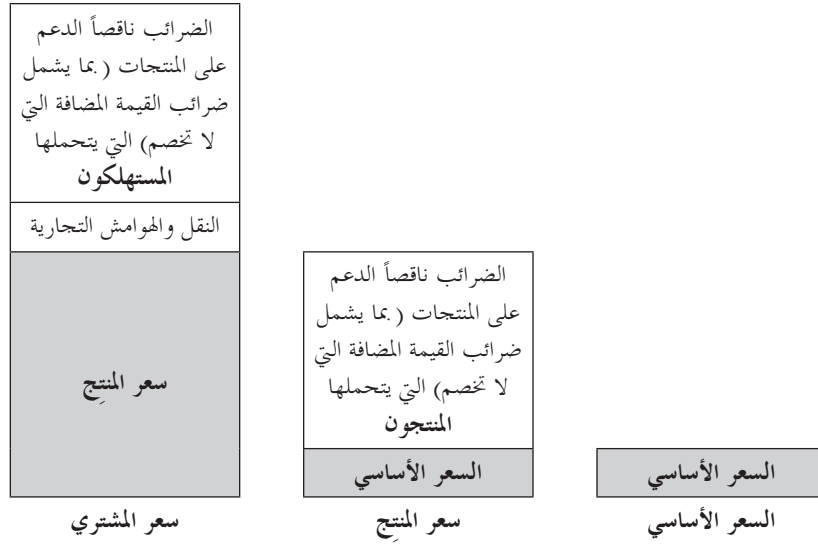 الضرائب ناقصاً الدعم
على المنتجات (بما يشمل
ضرائب القيمة المضافة التي
لا تخصم) التي يتحملها
المستهلكون
النقل والهوامش التجارية
سعر المنتِج
سعر المشتري
الضرائب ناقصاً الدعم
على المنتجات (بما يشمل
ضرائب القيمة المضافة التي
لا تخصم) التي يتحملها
المنتجون
السعر الأساسي
سعر المنتِج
السعر الأساسي
السعر الأساسي